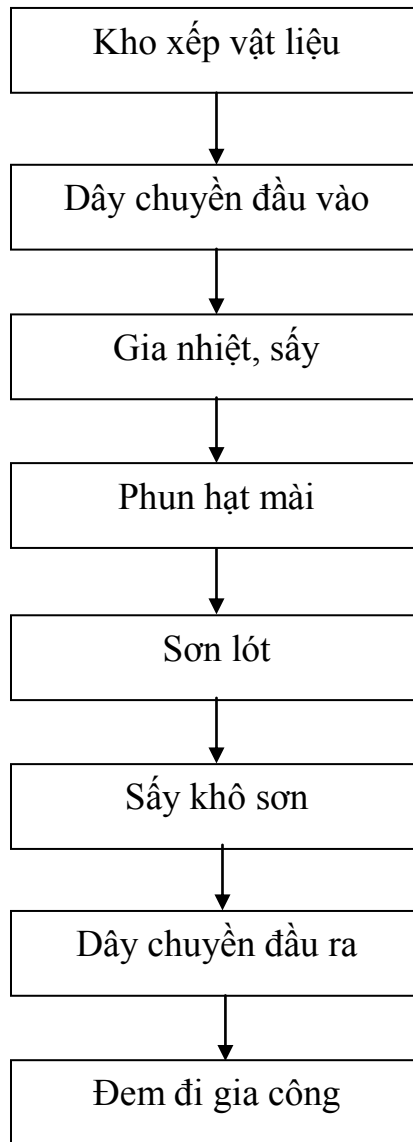 Kho xếp vật liệu
Dây chuyền đầu vào
Gia nhiệt, sấy
Phun hạt mài
Sơn lót
Sấy khô sơn
Dây chuyền đầu ra
Đem đi gia công